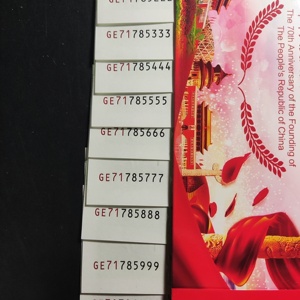 GE71785222
GE71785333
GE71785444
GE71785555
GE71785666
GE71785777
GE71785888
GE71785999
The 70th Anniversary of the Founding of
The People's Republic of China